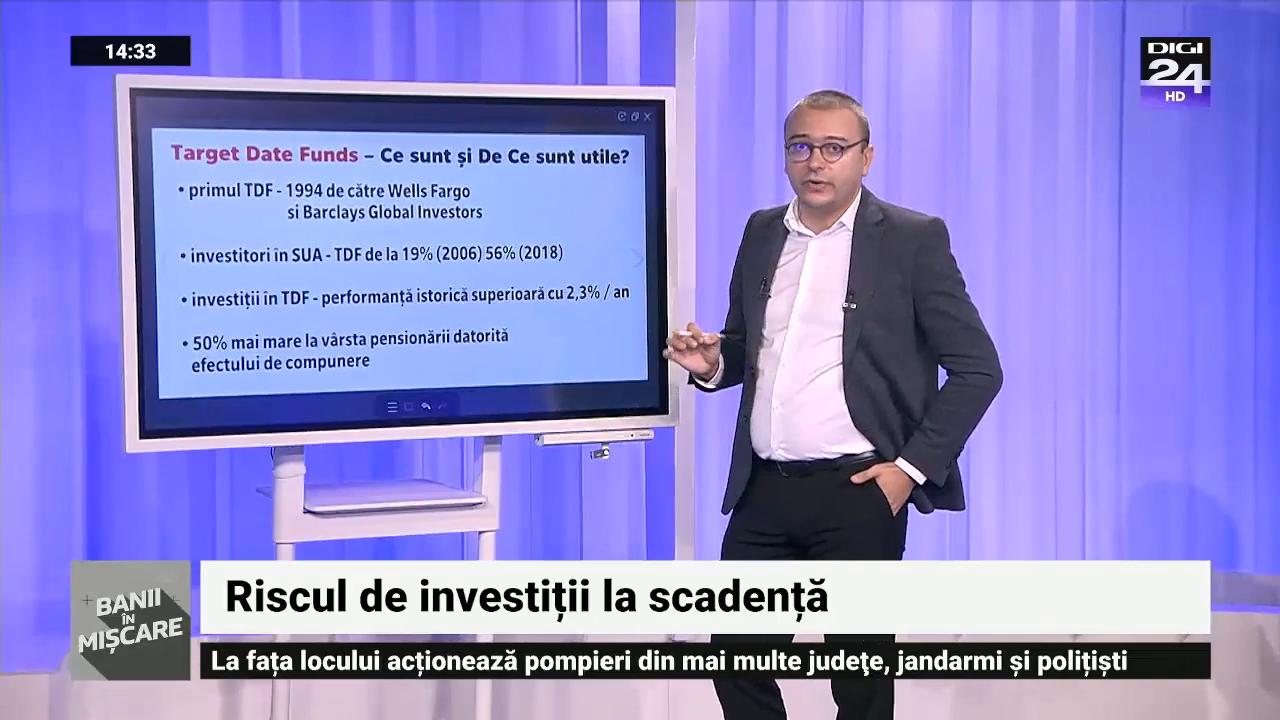 14:33
DIGI
24
HD
Target Date Funds – Ce sunt și De Ce sunt utile?
• primul TDF - 1994 de către Wells Fargo
si Barclays Global Investors
• investitori în SUA - TDF de la 19% (2006) 56% (2018)
• investiții în TDF - performanță istorică superioară cu 2,3% / an
• 50% mai mare la vârsta pensionării datorită
efectului de compunere
BANII
ÎN
MIȘCARE
Riscul de investiții la scadență
La fața locului acționează pompieri din mai multe judeţe, jandarmi și polițiști